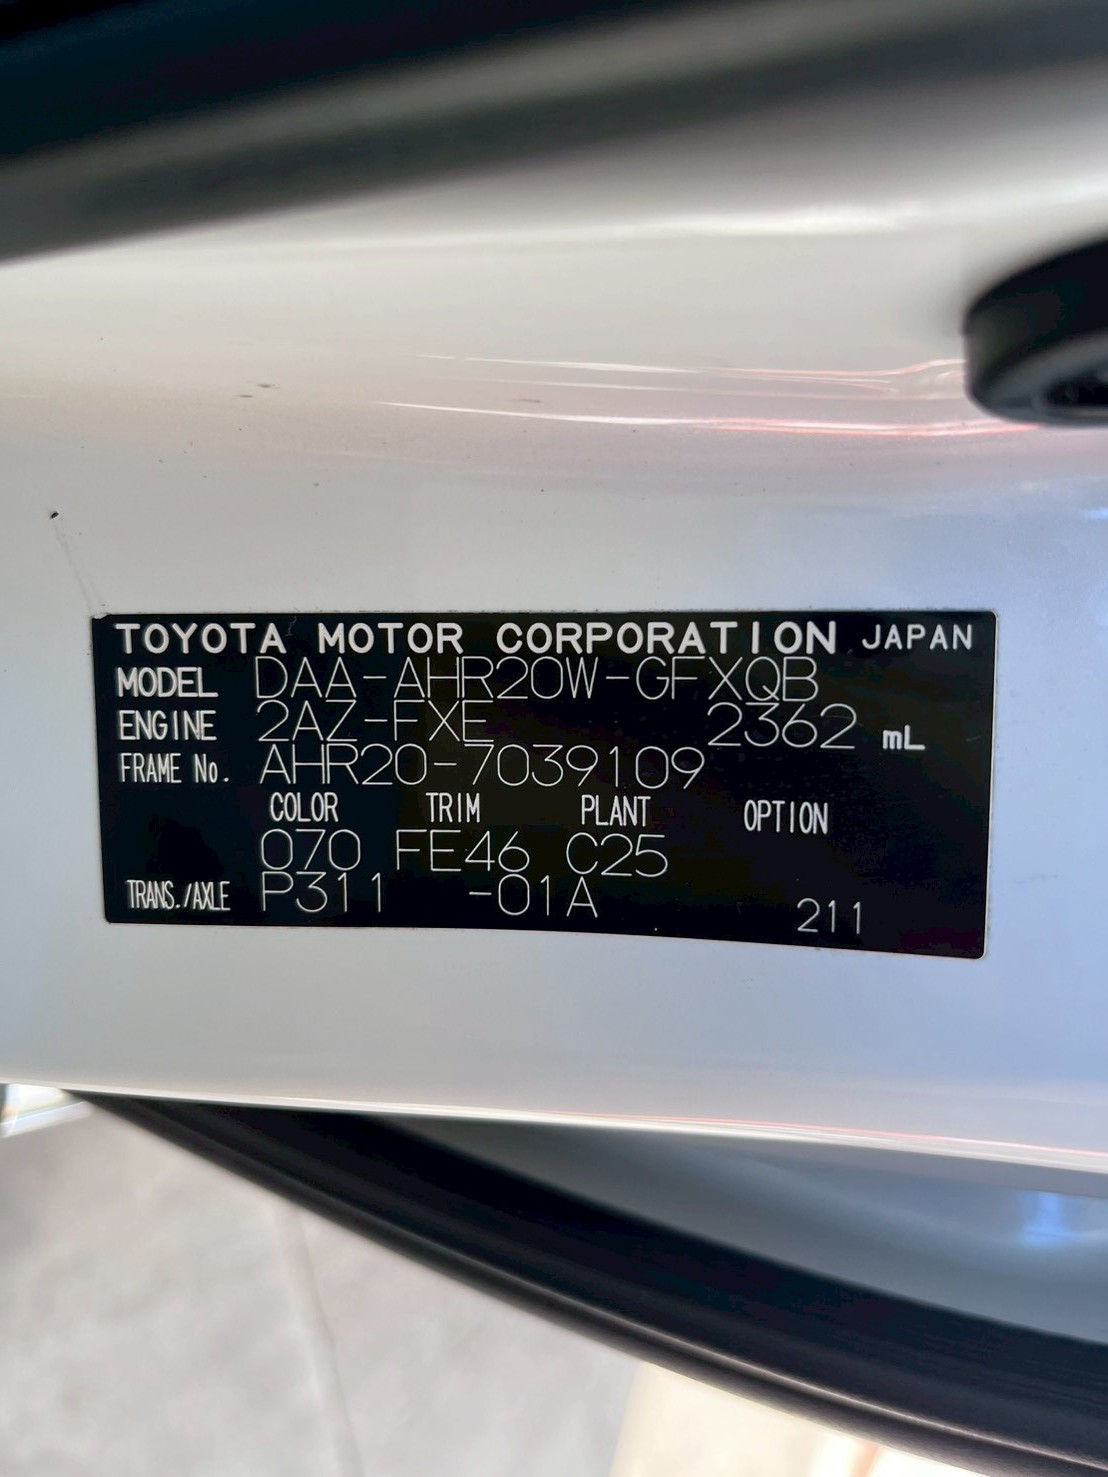 TOYOTA MOTOR CORPORATION JAPAN
MODEL DAA-AHR20W-GFXQB
ENGINE 2AZ-FXE 2362 mL
FRAME No. AHR20-7039109
COLOR TRIM PLANT OPTION
070 FE46 C25
TRANS./AXLE P311 -01A 211